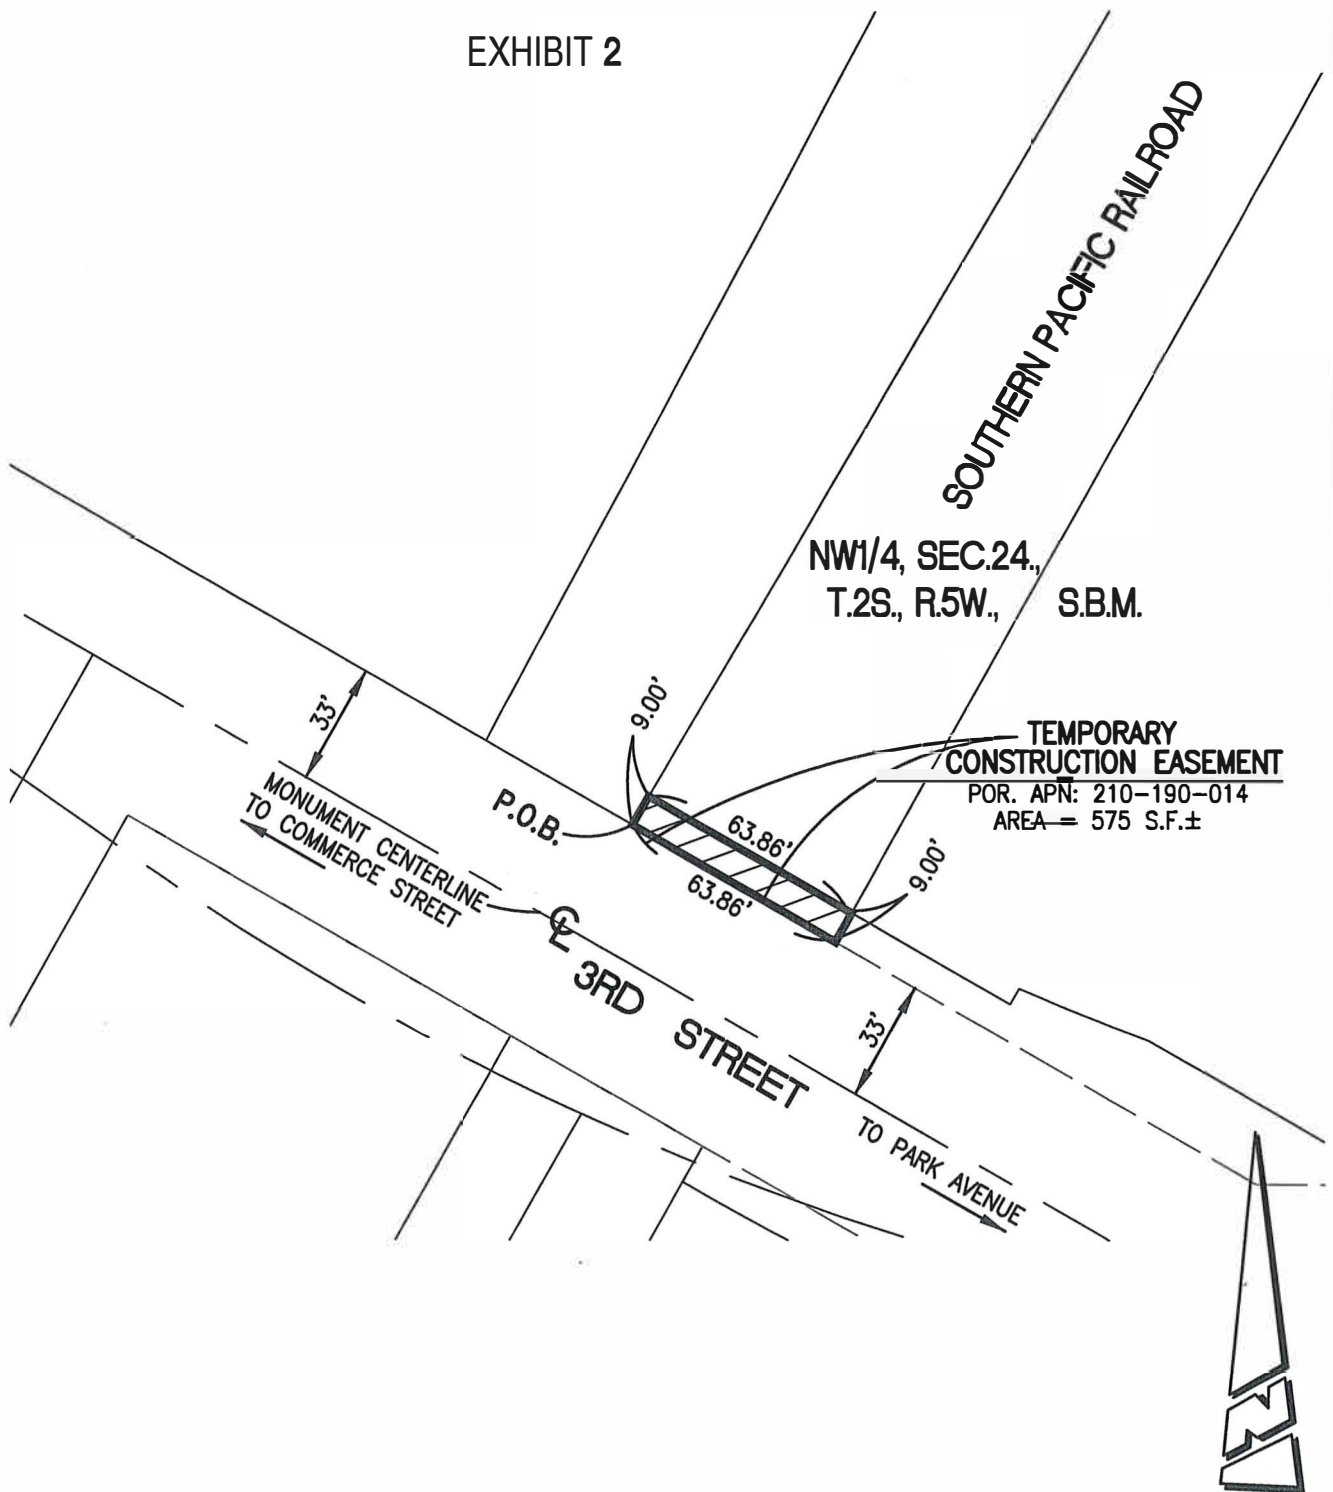 EXHIBIT 2
SOUTHERN PACIFIC RAILROAD
NW1/4, SEC.24.,
T.2S., R.5W., S.B.M.
33'
9.00'
TEMPORARY
CONSTRUCTION EASEMENT
POR. APN: 210-190-014
AREA = 575 S.F.±
P.O.B.
63.86'
63.86'
9.00'
MONUMENT CENTERLINE
TO COMMERCE STREET
℄
3RD STREET
33'
TO PARK AVENUE
N